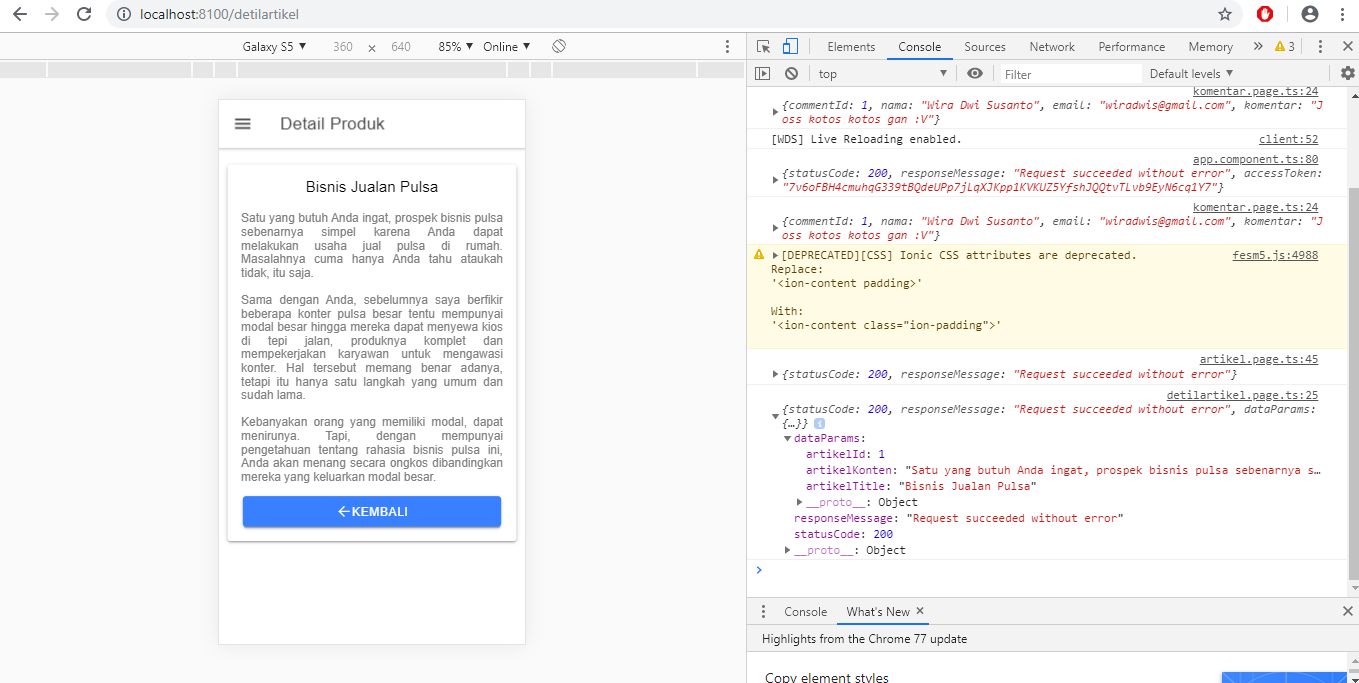 localhost:8100/detilartikel
Galaxy S5 ▼ 360 × 640 85% ▼ Online ▼
Elements Console Sources Network Performance Memory » 3
top ▼ Filter Default levels ▼
Detail Produk
Bisnis Jualan Pulsa
Satu yang butuh Anda ingat, prospek bisnis pulsa
sebenarnya simpel karena Anda dapat
melakukan usaha jual pulsa di rumah.
Masalahnya cuma hanya Anda tahu ataukah
tidak, itu saja.
Sama dengan Anda, sebelumnya saya berfikir
beberapa konter pulsa besar tentu mempunyai
modal besar hingga mereka dapat menyewa kios
di tepi jalan, produknya komplet dan
mempekerjakan karyawan untuk mengawasi
konter. Hal tersebut memang benar adanya,
tetapi itu hanya satu langkah yang umum dan
sudah lama.
Kebanyakan orang yang memiliki modal, dapat
menirunya. Tapi, dengan mempunyai
pengetahuan tentang rahasia bisnis pulsa ini,
Anda akan menang secara ongkos dibandingkan
mereka yang keluarkan modal besar.
KEMBALI
komentar.page.ts:24
{commentId: 1, nama: "Wira Dwi Susanto", email: "wiradwis@gmail.com", komentar: "J
oss kotos kotos gan :V"}
[WDS] Live Reloading enabled. client:52
app.component.ts:80
{statusCode: 200, responseMessage: "Request succeeded without error", accessToken:
"7v6oFBH4cmuhqG339tBQdeUPp7jLqXJKpp1KVKUZ5YfshJQQtvTLvb9EyN6cq1Y7"}
komentar.page.ts:24
{commentId: 1, nama: "Wira Dwi Susanto", email: "wiradwis@gmail.com", komentar: "J
oss kotos kotos gan :V"}
[DEPRECATED][CSS] Ionic CSS attributes are deprecated. fesm5.js:4988
Replace:
'<ion-content padding>'
With:
'<ion-content class="ion-padding">'
artikel.page.ts:45
{statusCode: 200, responseMessage: "Request succeeded without error"}
detilartikel.page.ts:25
{statusCode: 200, responseMessage: "Request succeeded without error", dataParams:
{…}} i
dataParams:
artikelId: 1
artikelKonten: "Satu yang butuh Anda ingat, prospek bisnis pulsa sebenarnya s…
artikelTitle: "Bisnis Jualan Pulsa"
__proto__: Object
responseMessage: "Request succeeded without error"
statusCode: 200
__proto__: Object
Console What's New ×
Highlights from the Chrome 77 update
Copy element styles